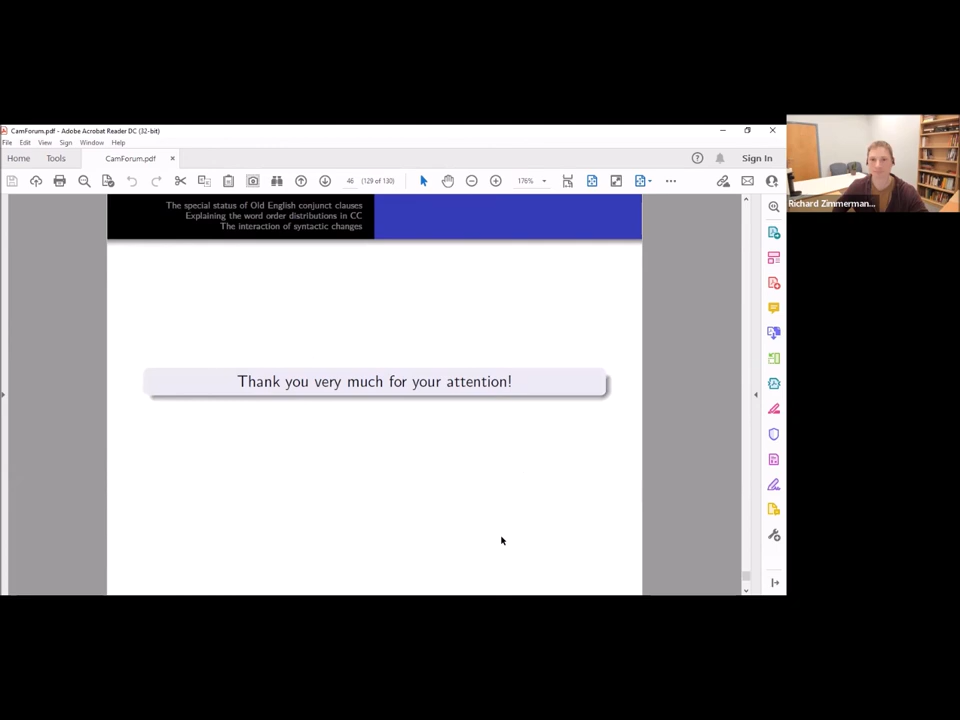 CamForum.pdf - Adobe Acrobat Reader DC (32-bit)
File Edit View Sign Window Help
Home Tools CamForum.pdf × Sign In
46 (129 of 130) 176%
The special status of Old English conjunct clauses
Explaining the word order distributions in CC
The interaction of syntactic changes
Thank you very much for your attention!
Richard Zimmerman...